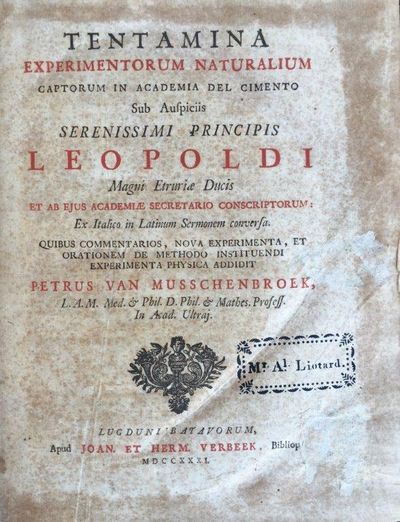 TENTAMINA
EXPERIMENTORUM NATURALIUM
CAPTORUM IN ACADEMIA DEL CIMENTO
Sub Auſpiciis
SERENISSIMI PRINCIPIS
LEOPOLDI
Magni Etruriæ Ducis
ET AB EJUS ACADEMIÆ SECRETARIO CONSCRIPTORUM:
Ex Italico in Latinum Sermonem converſa.
QUIBUS COMMENTARIOS, NOVA EXPERIMENTA, ET
ORATIONEM DE METHODO INSTITUENDI
EXPERIMENTA PHYSICA ADDIDIT
PETRUS VAN MUSSCHENBROEK,
L. A. M. Med. & Phil. D. Phil. & Mathes. Profeſſ.
In Acad. Ultraj.
Mr. Al. Liotard.
LUGDUNI BATAVORUM,
Apud JOAN. ET HERM. VERBEEK, Bibliop
MDCCXXXI.